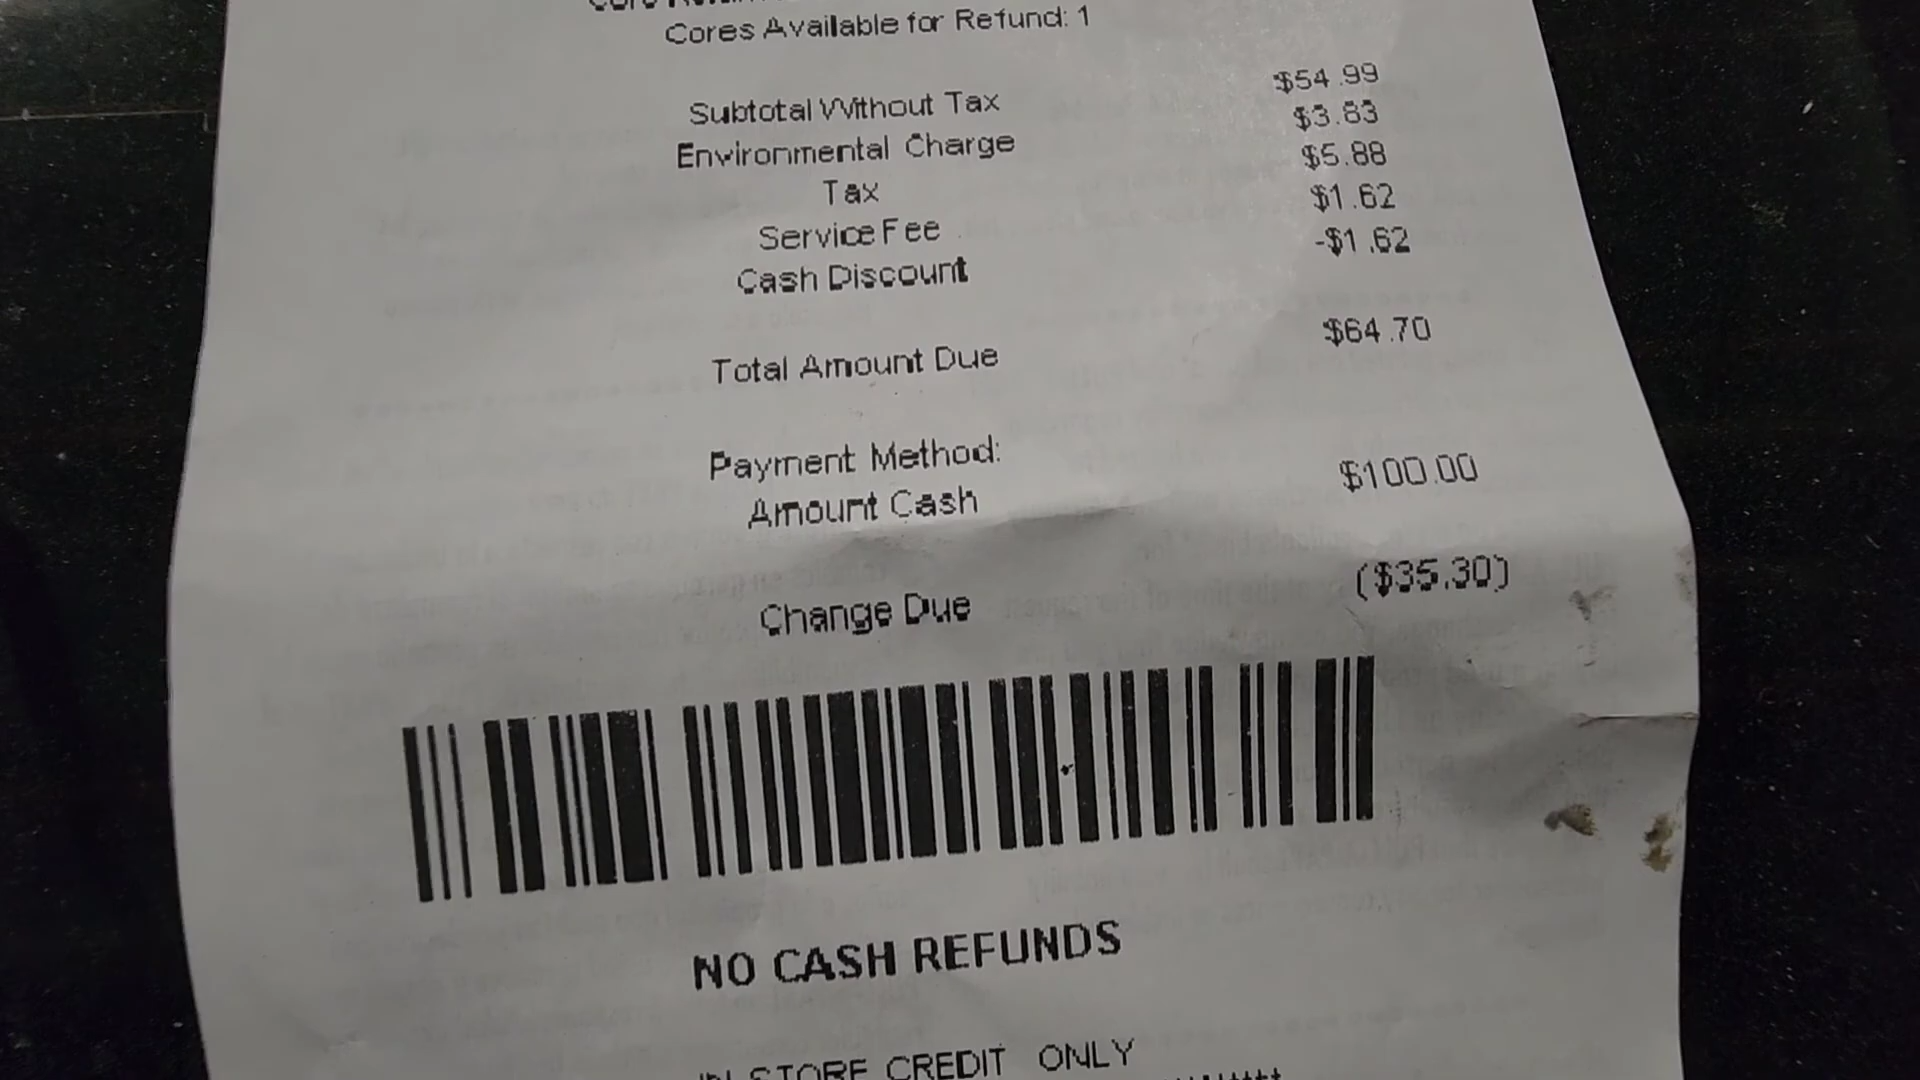 Cores Available for Refund: 1
Subtotal Without Tax $54.99
Environmental Charge $3.83
Tax $5.88
Service Fee $1.62
Cash Discount -$1.62
Total Amount Due $64.70
Payment Method:
Amount Cash $100.00
Change Due ($35.30)
NO CASH REFUNDS
IN STORE CREDIT ONLY